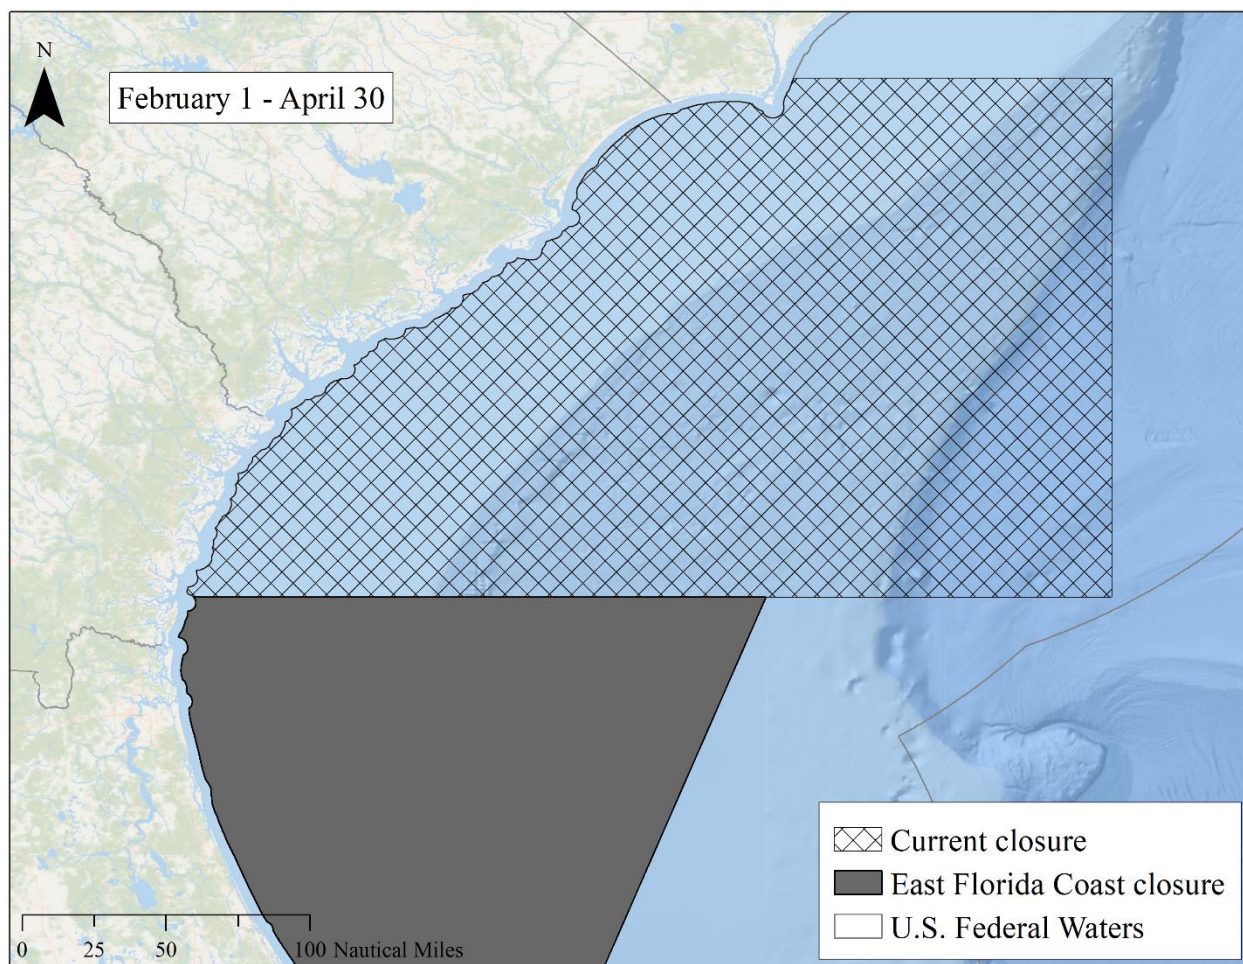 N
February 1 - April 30
Current closure
East Florida Coast closure
U.S. Federal Waters
0 25 50 100 Nautical Miles